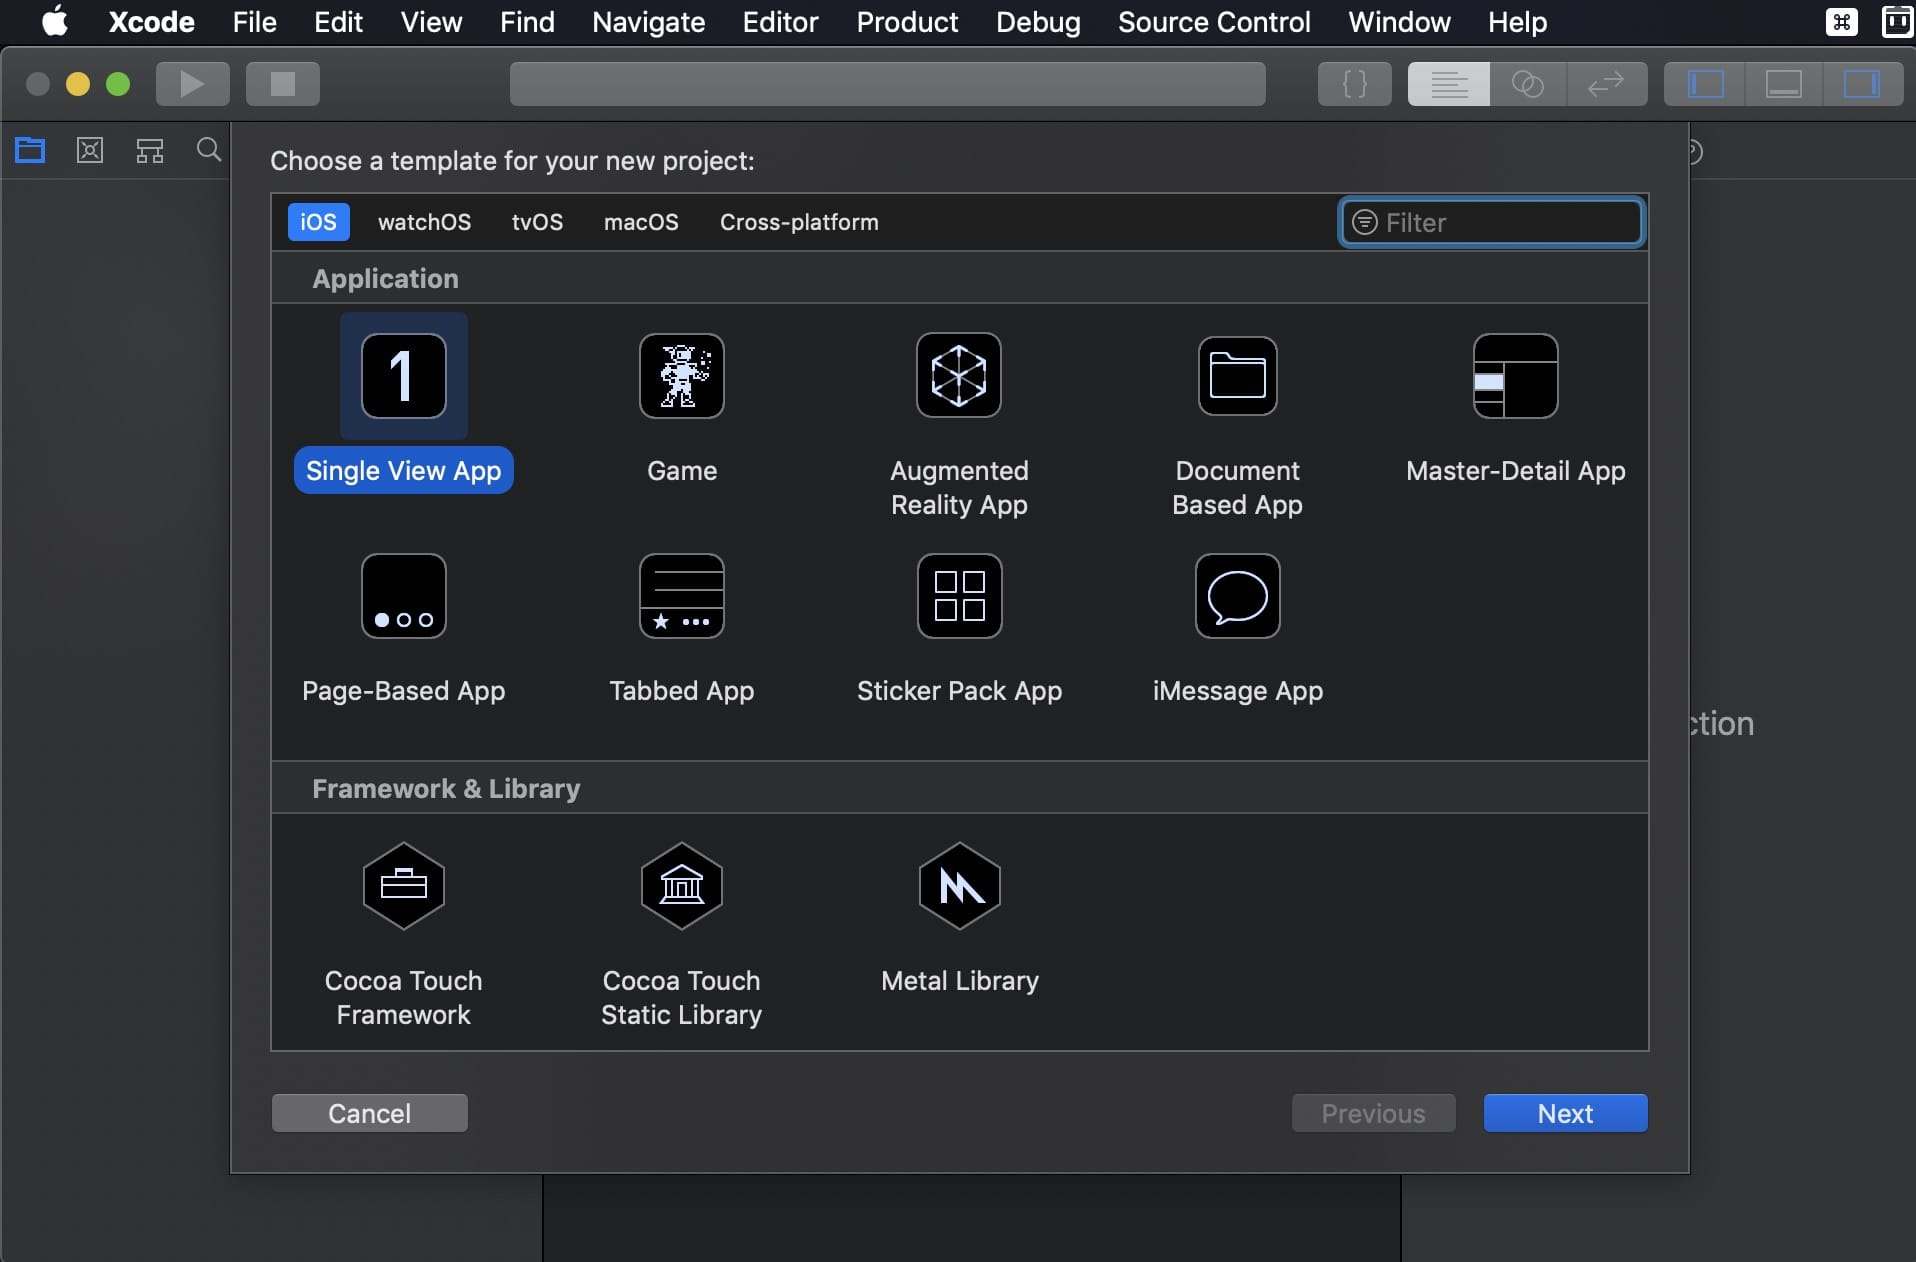 Xcode File Edit View Find Navigate Editor Product Debug Source Control Window Help
Choose a template for your new project:
iOS watchOS tvOS macOS Cross-platform
Filter
Application
1
Single View App
Game
Augmented
Reality App
Document
Based App
Master-Detail App
Page-Based App
Tabbed App
Sticker Pack App
iMessage App
ction
Framework & Library
Cocoa Touch
Framework
Cocoa Touch
Static Library
Metal Library
Cancel
Previous
Next